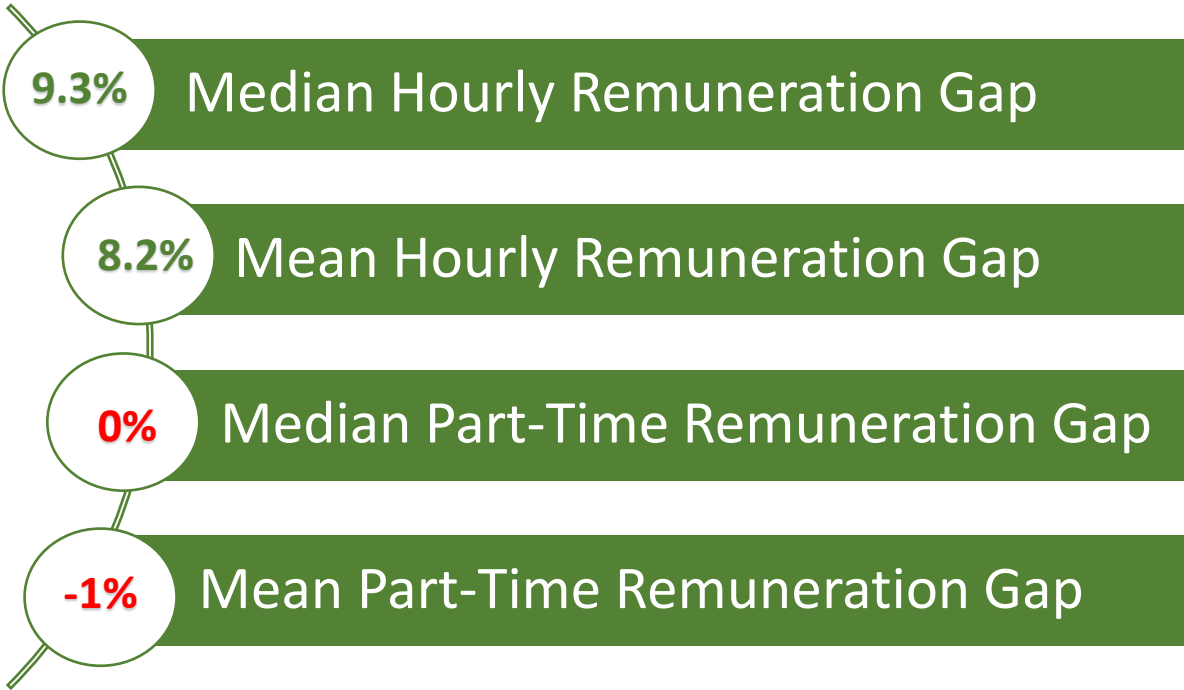 9.3% Median Hourly Remuneration Gap
8.2% Mean Hourly Remuneration Gap
0% Median Part-Time Remuneration Gap
-1% Mean Part-Time Remuneration Gap